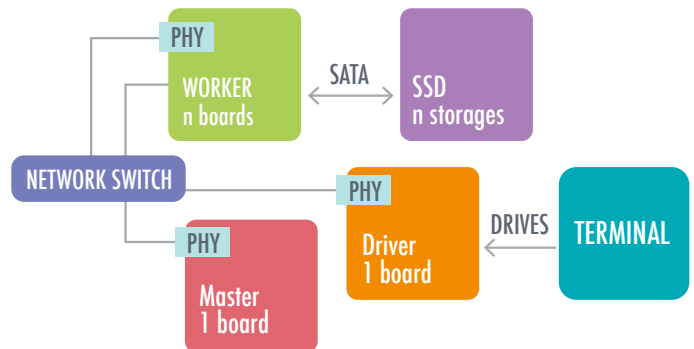 PHY
WORKER
n boards
SATA
SSD
n storages
NETWORK SWITCH
PHY
Driver
1 board
DRIVES
TERMINAL
PHY
Master
1 board